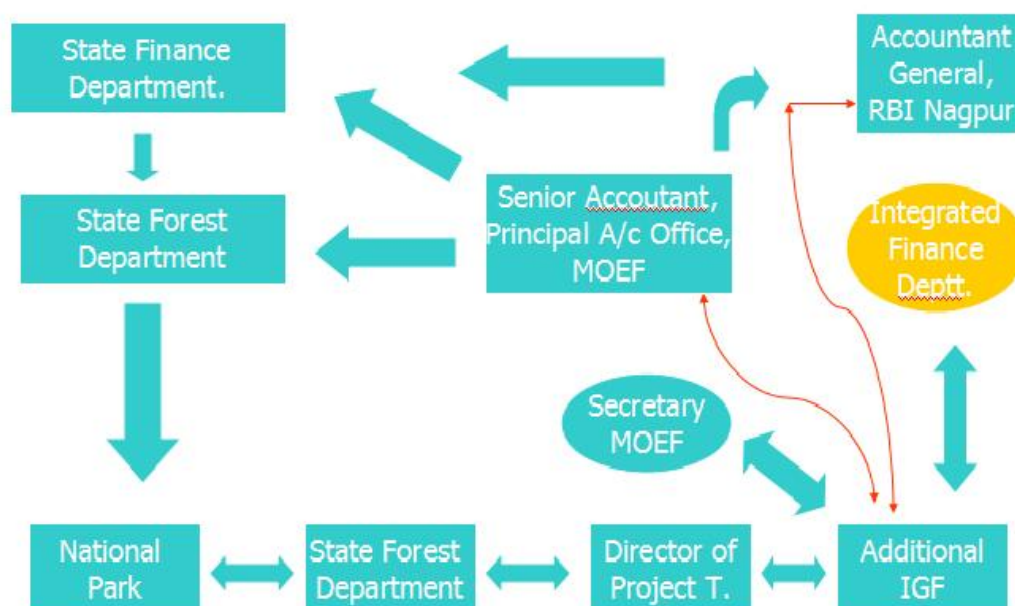 State Finance
Department.
Accountant
General,
RBI Nagpur
State Forest
Department
Senior Accoutant,
Principal A/c Office,
MOEF
Integrated
Finance
Deptt.
Secretary
MOEF
National
Park
State Forest
Department
Director of
Project T.
Additional
IGF